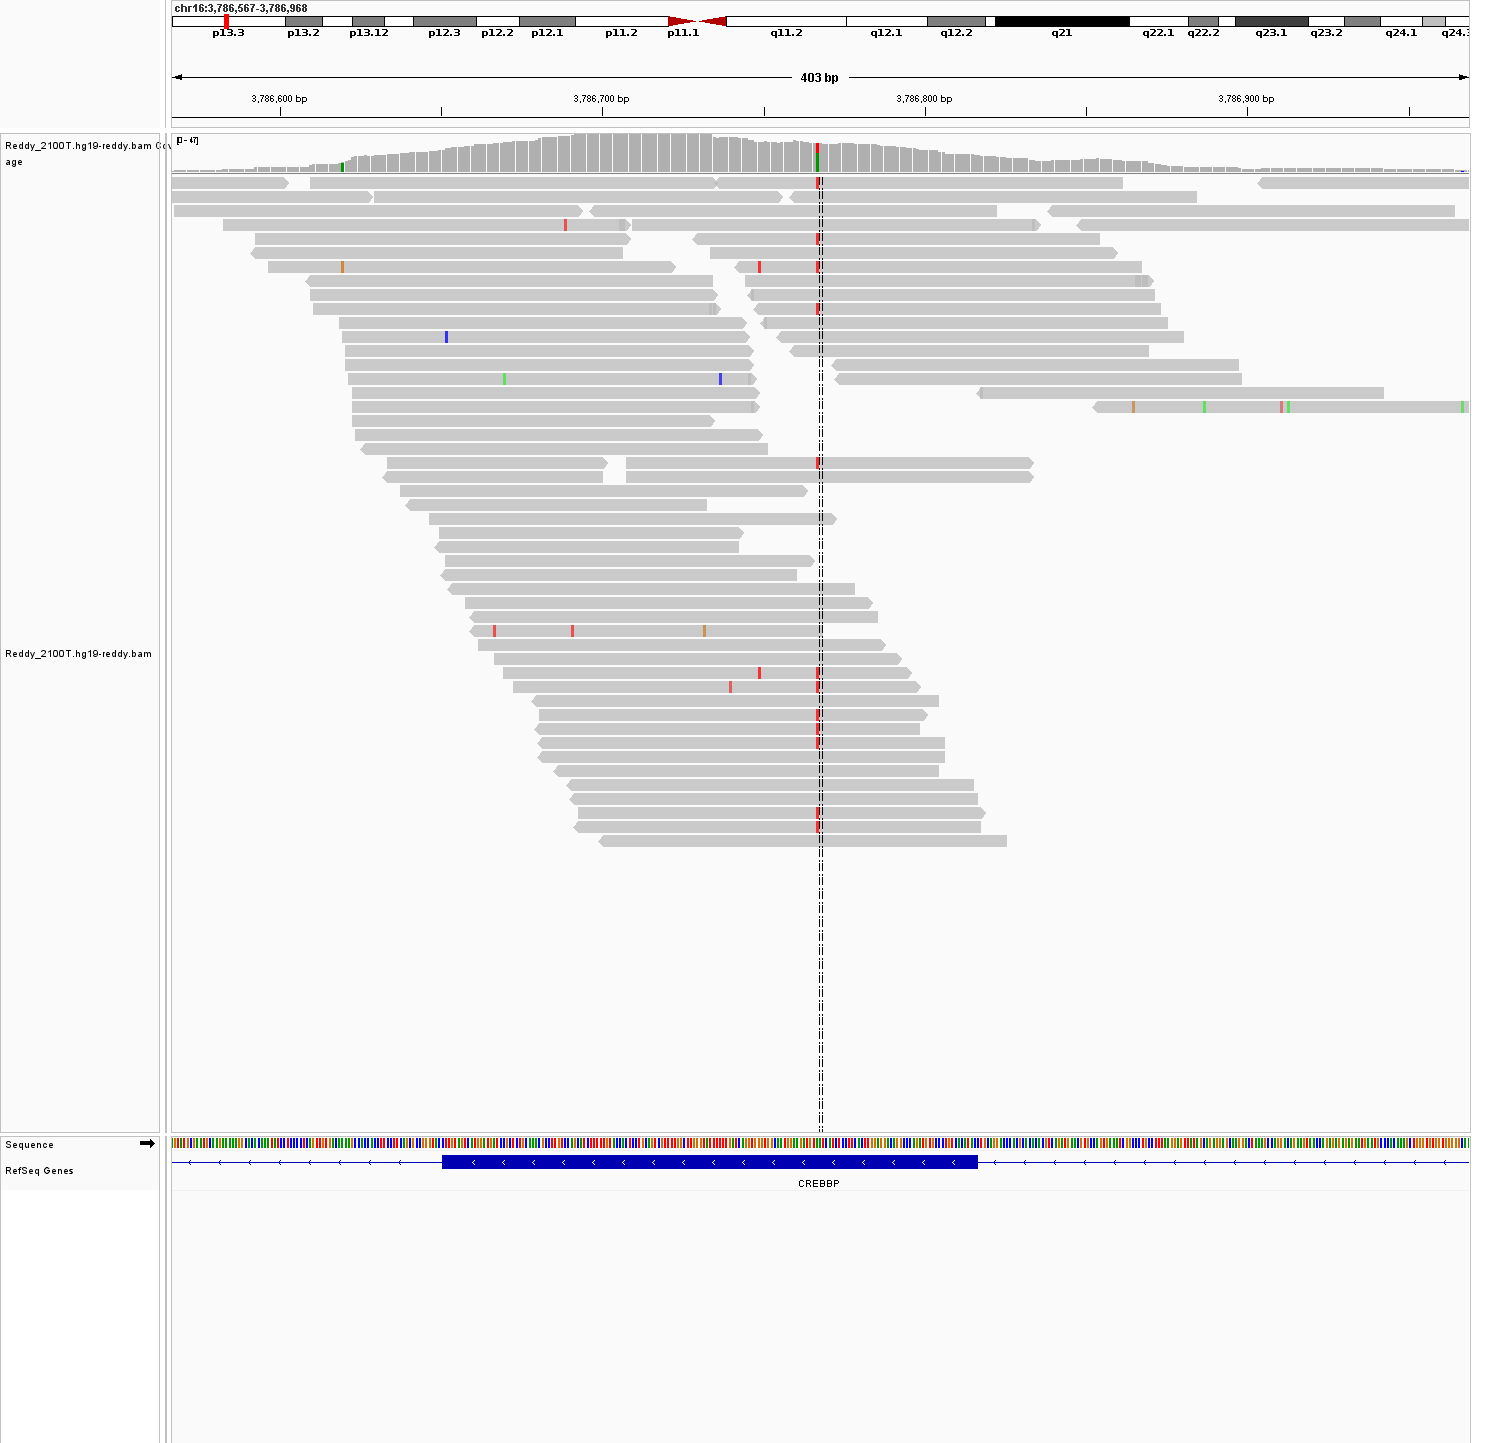 chr16:3,786,567-3,786,968
p13.3 p13.2 p13.12 p12.3 p12.2 p12.1 p11.2 p11.1 q11.2 q12.1 q12.2 q21 q22.1 q22.2 q23.1 q23.2 q24.1 q24.3
403 bp
3,786,600 bp 3,786,700 bp 3,786,800 bp 3,786,900 bp
Reddy_2100T.hg19-reddy.bam Cov
age
[0 - 47]
Reddy_2100T.hg19-reddy.bam
Sequence
RefSeq Genes
CREBBP